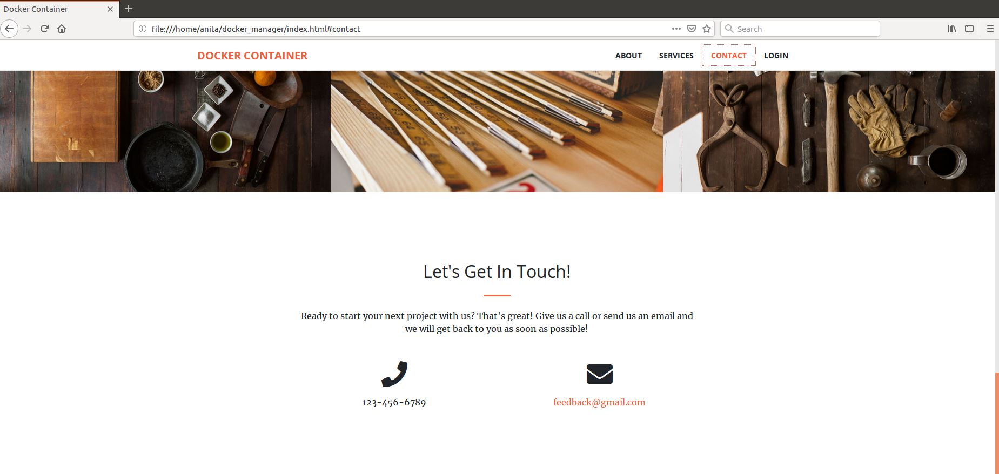 Docker Container
file:///home/anita/docker_manager/index.html#contact
Search
DOCKER CONTAINER
ABOUT SERVICES CONTACT LOGIN
Let's Get In Touch!
Ready to start your next project with us? That's great! Give us a call or send us an email and
we will get back to you as soon as possible!
123-456-6789
feedback@gmail.com